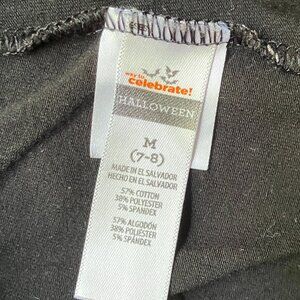 way to
celebrate!
HALLOWEEN
M
(7-8)
MADE IN EL SALVADOR
HECHO EN EL SALVADOR
57% COTTON
38% POLYESTER
5% SPANDEX
57% ALGODÓN
38% POLIÉSTER
5% SPANDEX